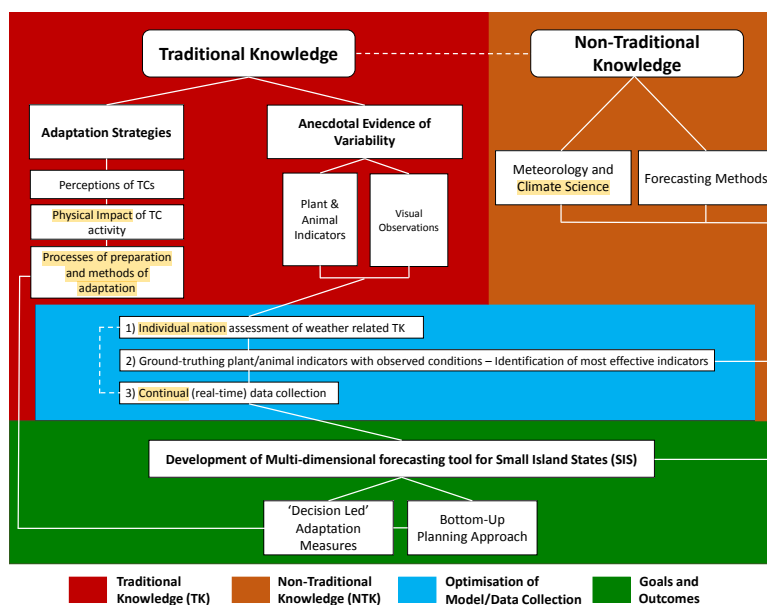 Traditional Knowledge
Non-Traditional
Knowledge
Adaptation Strategies
Anecdotal Evidence of
Variability
Perceptions of TCs
Physical Impact of TC
activity
Processes of preparation
and methods of
adaptation
Plant &
Animal
Indicators
Visual
Observations
Meteorology and
Climate Science
Forecasting Methods
1) Individual nation assessment of weather related TK
2) Ground-truthing plant/animal indicators with observed conditions – Identification of most effective indicators
3) Continual (real-time) data collection
Development of Multi-dimensional forecasting tool for Small Island States (SIS)
‘Decision Led’
Adaptation
Measures
Bottom-Up
Planning Approach
Traditional
Knowledge (TK)
Non-Traditional
Knowledge (NTK)
Optimisation of
Model/Data Collection
Goals and
Outcomes